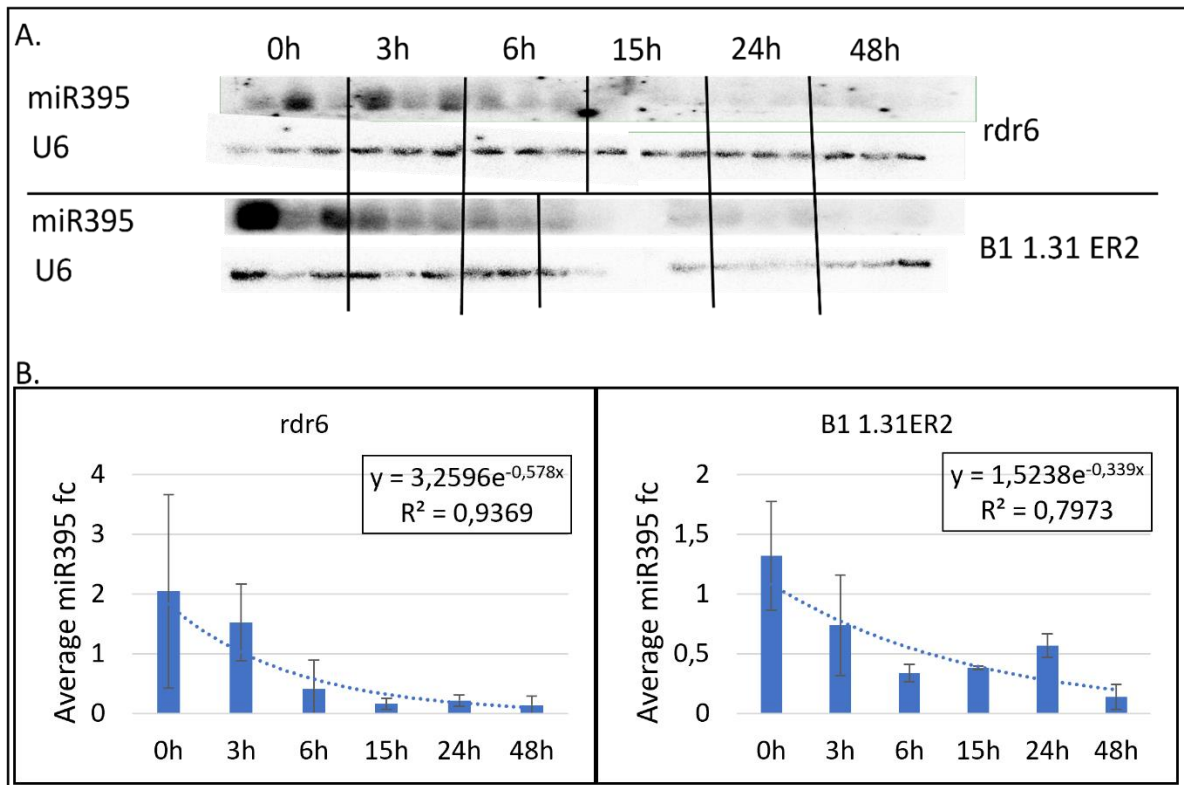 A.
0h 3h 6h 15h 24h 48h
miR395
U6
rdr6
miR395
U6
B1 1.31 ER2
B.
rdr6
y = 3,2596e^-0,578x
R² = 0,9369
Average miR395 fc
4
3
2
1
0
0h 3h 6h 15h 24h 48h
B1 1.31ER2
y = 1,5238e^-0,339x
R² = 0,7973
Average miR395 fc
2
1,5
1
0,5
0
0h 3h 6h 15h 24h 48h